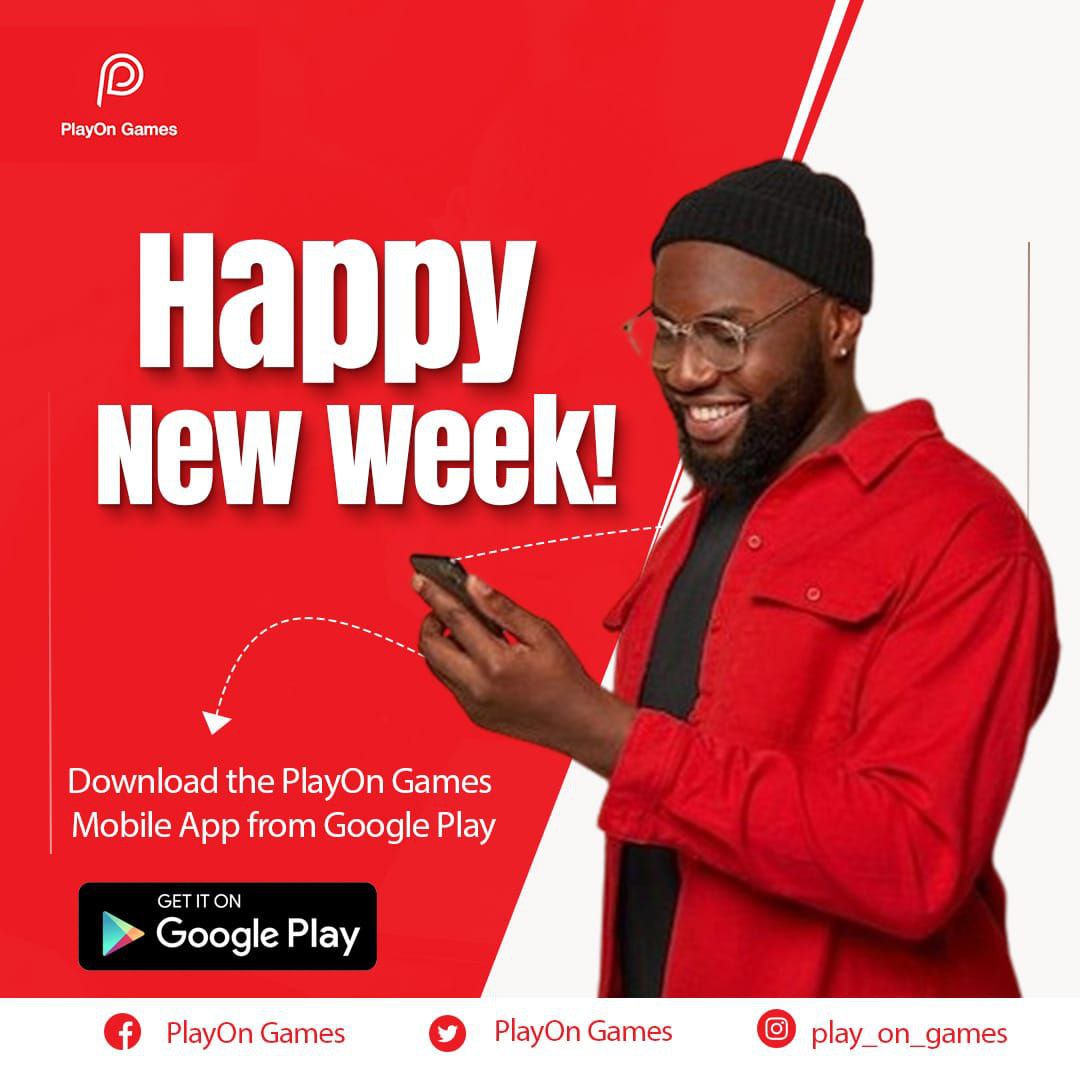 PlayOn Games
Happy
New Week!
Download the PlayOn Games
Mobile App from Google Play
GET IT ON
Google Play
PlayOn Games
PlayOn Games
play_on_games